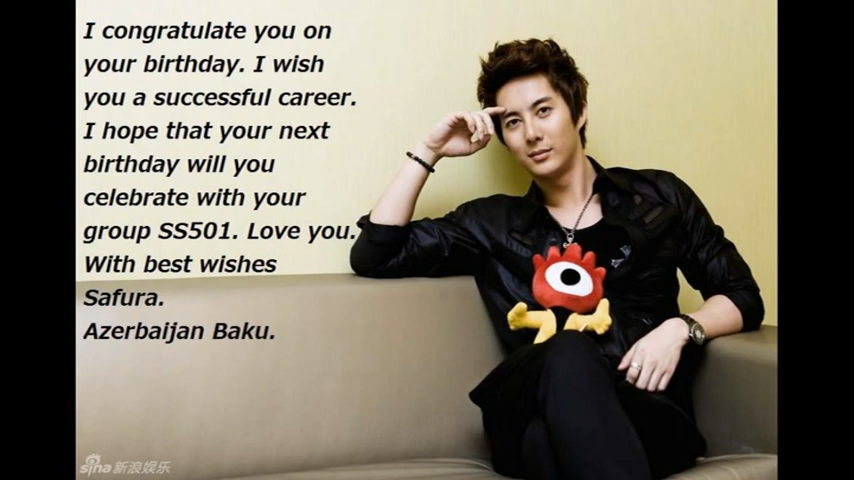 I congratulate you on
your birthday. I wish
you a successful career.
I hope that your next
birthday will you
celebrate with your
group SS501. Love you.
With best wishes
Safura.
Azerbaijan Baku.
sina 新浪娱乐